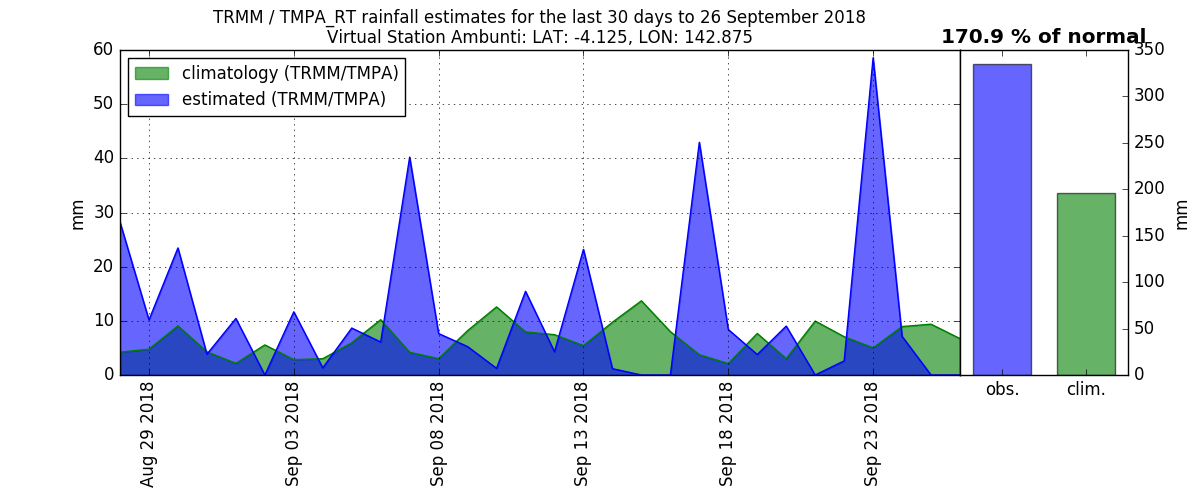 TRMM / TMPA_RT rainfall estimates for the last 30 days to 26 September 2018
Virtual Station Ambunti: LAT: -4.125, LON: 142.875
170.9 % of normal
climatology (TRMM/TMPA)
estimated (TRMM/TMPA)
60
50
40
30
20
10
0
mm
Aug 29 2018
Sep 03 2018
Sep 08 2018
Sep 13 2018
Sep 18 2018
Sep 23 2018
obs.
clim.
350
300
250
200
150
100
50
0
mm